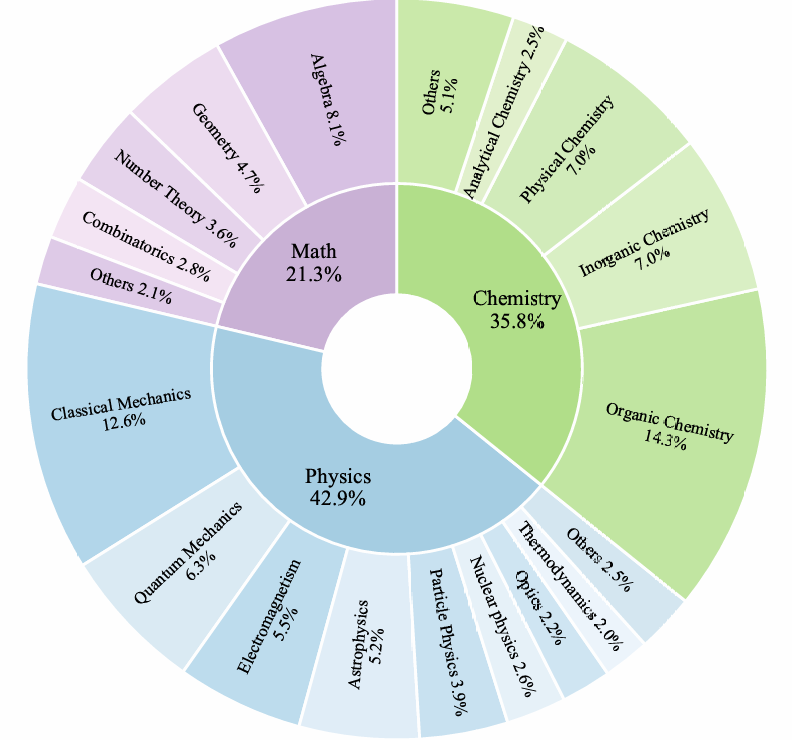 Math
21.3%
Chemistry
35.8%
Physics
42.9%
Others
5.1%
Analytical Chemistry 2.5%
Physical Chemistry
7.0%
Inorganic Chemistry
7.0%
Organic Chemistry
14.3%
Others 2.5%
Thermodynamics 2.0%
Optics 2.2%
Nuclear physics 2.6%
Particle Physics 3.9%
Astrophysics
5.2%
Electromagnetism
5.5%
Quantum Mechanics
6.3%
Classical Mechanics
12.6%
Others 2.1%
Combinatorics 2.8%
Number Theory 3.6%
Geometry 4.7%
Algebra 8.1%